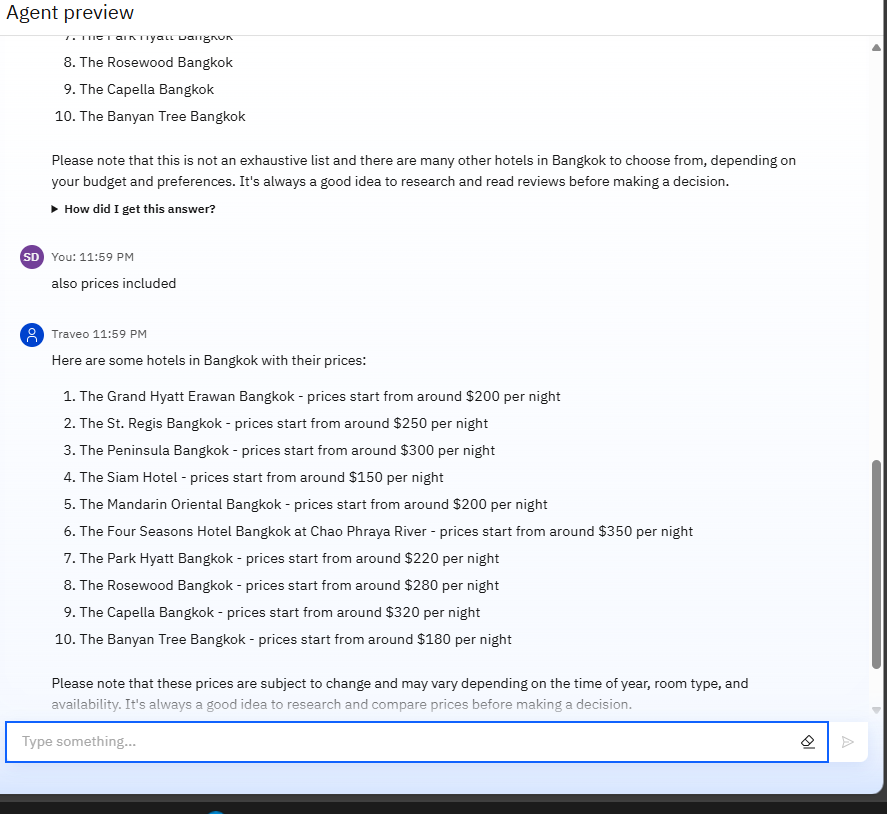 Agent preview
7. The Park Hyatt Bangkok
8. The Rosewood Bangkok
9. The Capella Bangkok
10. The Banyan Tree Bangkok
Please note that this is not an exhaustive list and there are many other hotels in Bangkok to choose from, depending on
your budget and preferences. It's always a good idea to research and read reviews before making a decision.
How did I get this answer?
SD You: 11:59 PM
also prices included
Traveo 11:59 PM
Here are some hotels in Bangkok with their prices:
1. The Grand Hyatt Erawan Bangkok - prices start from around $200 per night
2. The St. Regis Bangkok - prices start from around $250 per night
3. The Peninsula Bangkok - prices start from around $300 per night
4. The Siam Hotel - prices start from around $150 per night
5. The Mandarin Oriental Bangkok - prices start from around $200 per night
6. The Four Seasons Hotel Bangkok at Chao Phraya River - prices start from around $350 per night
7. The Park Hyatt Bangkok - prices start from around $220 per night
8. The Rosewood Bangkok - prices start from around $280 per night
9. The Capella Bangkok - prices start from around $320 per night
10. The Banyan Tree Bangkok - prices start from around $180 per night
Please note that these prices are subject to change and may vary depending on the time of year, room type, and
availability. It's always a good idea to research and compare prices before making a decision.
Type something...